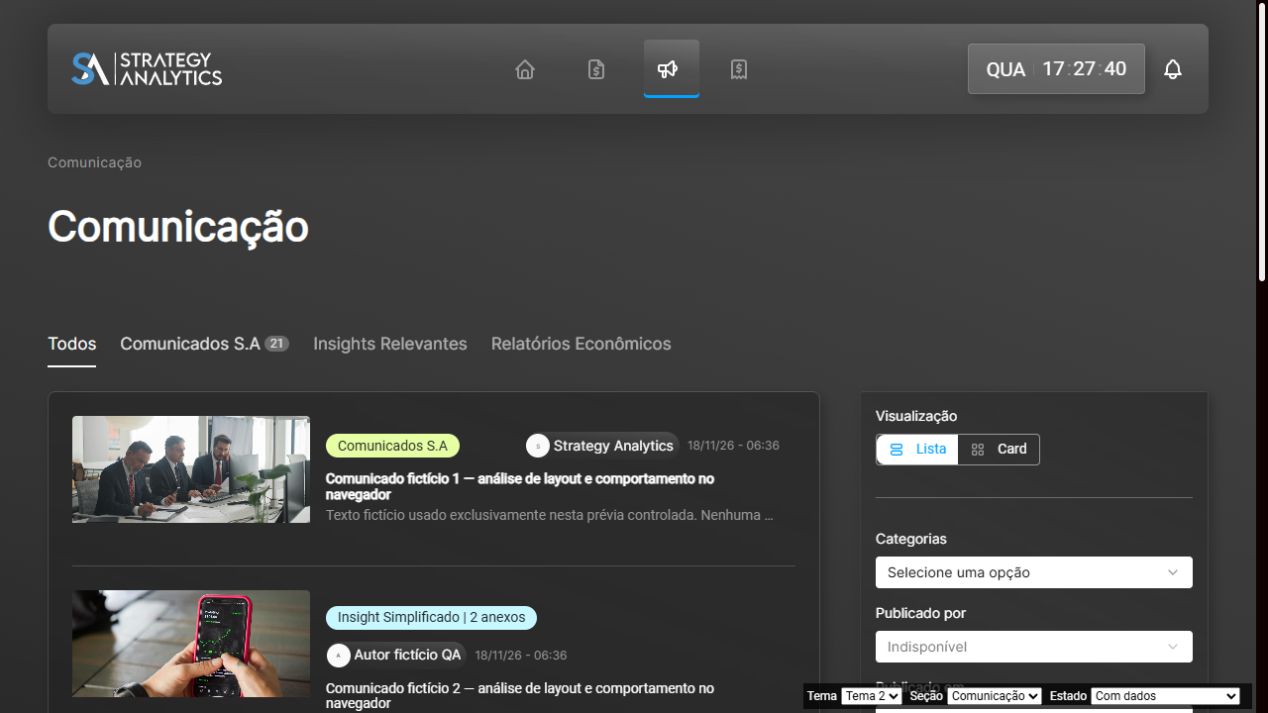 STRATEGY
ANALYTICS
QUA 17:27:40
Comunicação
Comunicação
Todos
Comunicados S.A 21
Insights Relevantes
Relatórios Econômicos
Comunicados S.A
S Strategy Analytics 18/11/26 - 06:36
Comunicado fictício 1 — análise de layout e comportamento no
navegador
Texto fictício usado exclusivamente nesta prévia controlada. Nenhuma ...
Insight Simplificado | 2 anexos
A Autor fictício QA 18/11/26 - 06:36
Comunicado fictício 2 — análise de layout e comportamento no
navegador
Visualização
Lista
Card
Categorias
Selecione uma opção
Publicado por
Indisponível
Publicado em
Tema Tema 2 Seção Comunicação Estado Com dados